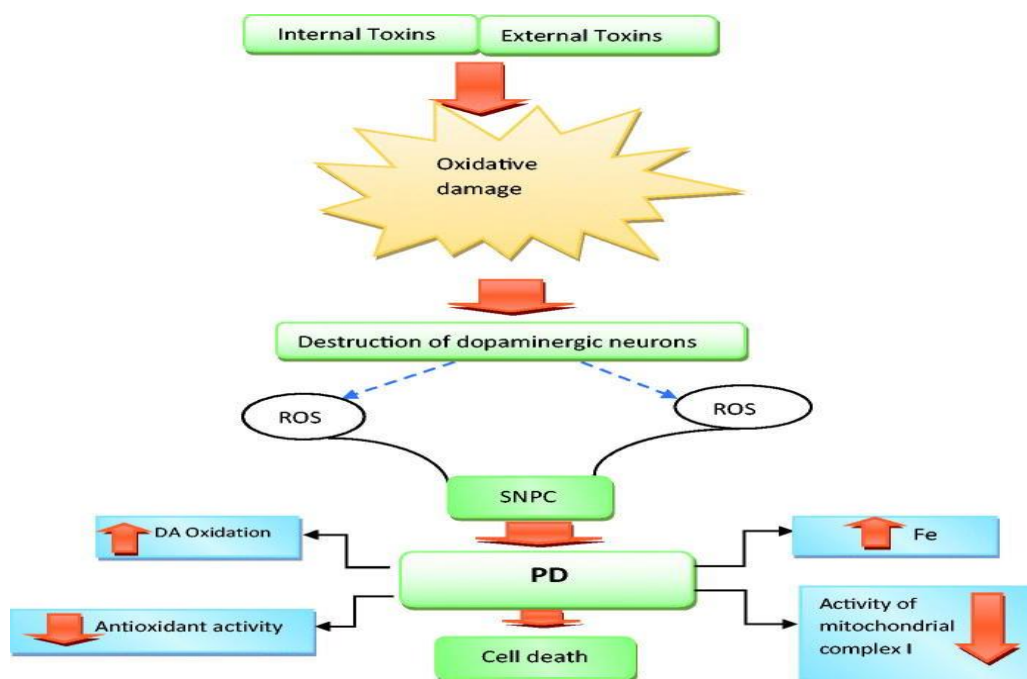 Internal Toxins
External Toxins
Oxidative
damage
Destruction of dopaminergic neurons
ROS
ROS
SNPC
DA Oxidation
Fe
PD
Antioxidant activity
Activity of
mitochondrial
complex I
Cell death